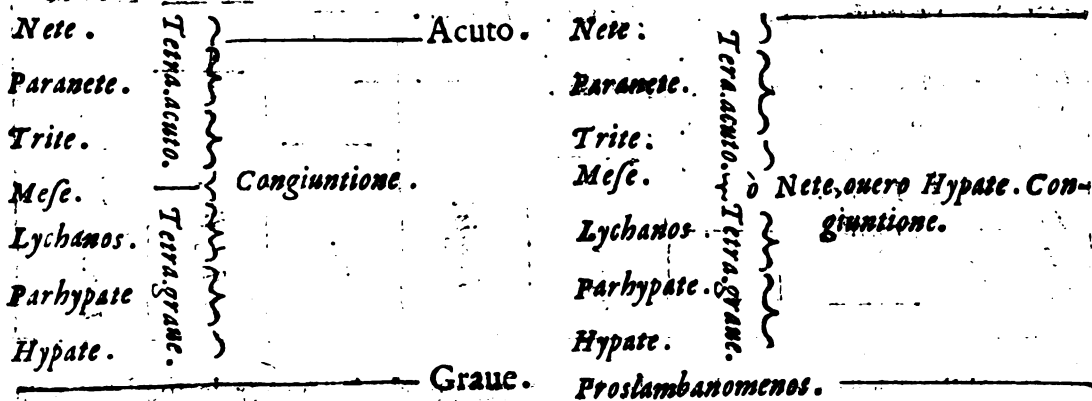 Nete.
Paranete.
Trite.
Meſe.
Lychanos.
Parhypate
Hypate.
Tetra.acuto.
Tetra.graue.
Acuto.
Congiuntione.
Graue.
Nete:
Paranete.
Trite:
Meſe.
Lychanos
Parhypate.
Hypate.
Proslambanomenos.
Tera.acuto.
Tetra.graue.
ò Nete, ouero Hypate. Con-
giuntione.